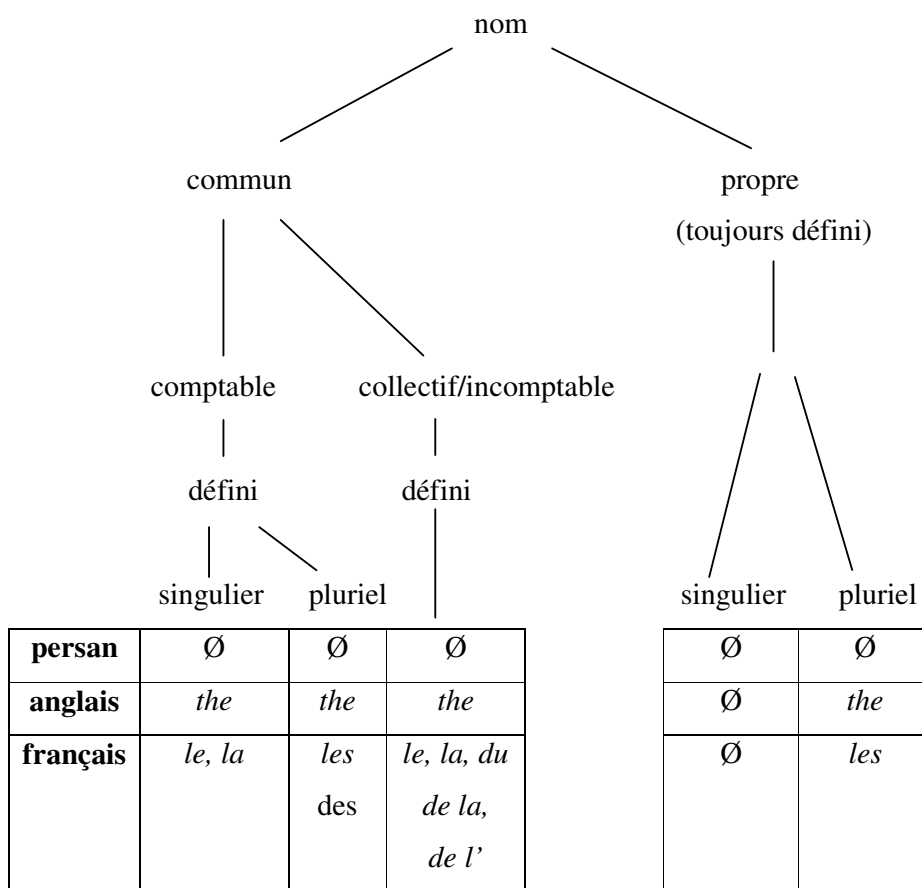 nom
commun propre
(toujours défini)
comptable collectif/incomptable
défini défini
singulier pluriel singulier pluriel
persan Ø Ø Ø Ø Ø
anglais the the the Ø the
français le, la les le, la, du Ø les
des de la,
de l’